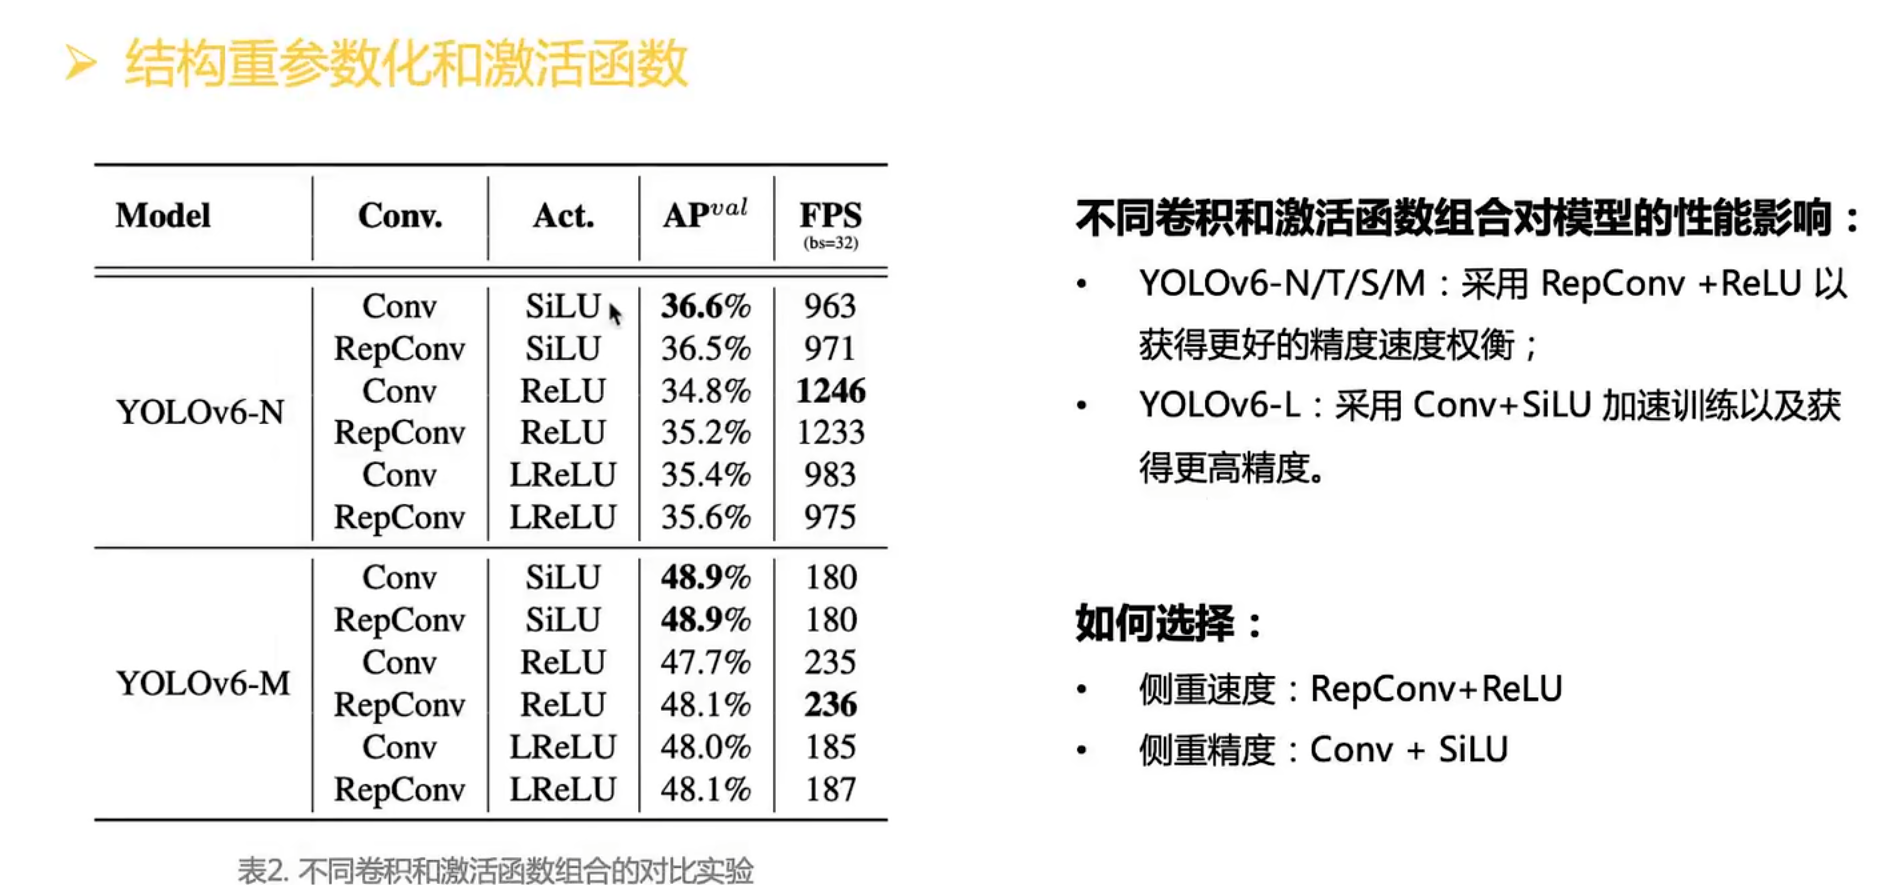 结构重参数化和激活函数
Model Conv. Act. AP^val FPS
(bs=32)
Conv SiLU 36.6% 963
RepConv SiLU 36.5% 971
Conv ReLU 34.8% 1246
YOLOv6-N
RepConv ReLU 35.2% 1233
Conv LReLU 35.4% 983
RepConv LReLU 35.6% 975
Conv SiLU 48.9% 180
RepConv SiLU 48.9% 180
Conv ReLU 47.7% 235
YOLOv6-M
RepConv ReLU 48.1% 236
Conv LReLU 48.0% 185
RepConv LReLU 48.1% 187
表2. 不同卷积和激活函数组合的对比实验
不同卷积和激活函数组合对模型的性能影响：
• YOLOv6-N/T/S/M：采用 RepConv +ReLU 以
获得更好的精度速度权衡；
• YOLOv6-L：采用 Conv+SiLU 加速训练以及获
得更高精度。
如何选择：
• 侧重速度：RepConv+ReLU
• 侧重精度：Conv + SiLU